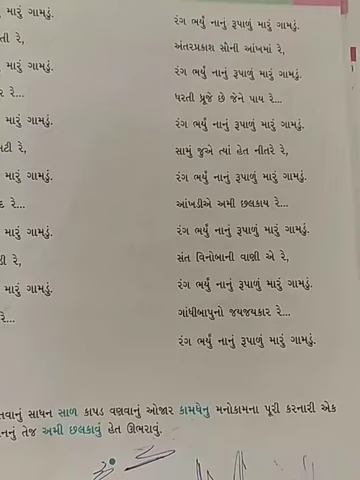 મારું ગામડું.
તી રે,
મારું ગામડું.
ર રે...
મારું ગામડું.
મટી રે,
મારું ગામડું.
રે...
મારું ગામડું.
રે,
મારું ગામડું.
રે...
રંગ ભર્યું નાનું રૂપાળું મારું ગામડું.
અંતરપ્રકાશ સૌની આંખમાં રે,
રંગ ભર્યું નાનું રૂપાળું મારું ગામડું.
ધરતી ધ્રૂજે છે જેને પાય રે...
રંગ ભર્યું નાનું રૂપાળું મારું ગામડું.
સામું જુએ ત્યાં હેત નીતરે રે,
રંગ ભર્યું નાનું રૂપાળું મારું ગામડું.
આંખડીએ અમી છલકાય રે...
રંગ ભર્યું નાનું રૂપાળું મારું ગામડું.
સંત વિનોબાની વાણી એ રે,
રંગ ભર્યું નાનું રૂપાળું મારું ગામડું.
ગાંધીબાપુનો જયજયકાર રે...
રંગ ભર્યું નાનું રૂપાળું મારું ગામડું.
તવાનું સાધન સાળ કાપડ વણવાનું ઓજાર કામધેનુ મનોકામના પૂરી કરનારી એક
નનું તેજ અમી છલકાવું હેત ઊભરાવું.